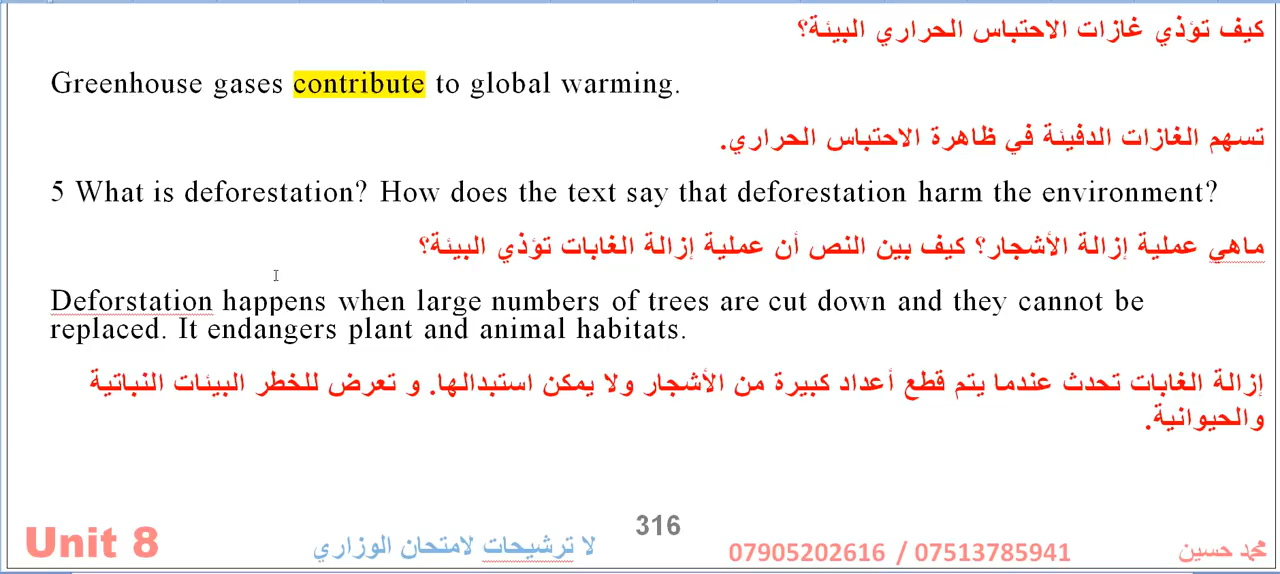 كيف تؤذي غازات الاحتباس الحراري البيئة؟
Greenhouse gases contribute to global warming.
تسهم الغازات الدفيئة في ظاهرة الاحتباس الحراري.
5 What is deforestation? How does the text say that deforestation harm the environment?
ماهي عملية إزالة الأشجار؟ كيف بين النص أن عملية إزالة الغابات تؤذي البيئة؟
Deforstation happens when large numbers of trees are cut down and they cannot be
replaced. It endangers plant and animal habitats.
إزالة الغابات تحدث عندما يتم قطع أعداد كبيرة من الأشجار ولا يمكن استبدالها. و تعرض للخطر البيئات النباتية
والحيوانية.
316
Unit 8
لا ترشيحات لامتحان الوزاري
07905202616 / 07513785941
محمد حسين